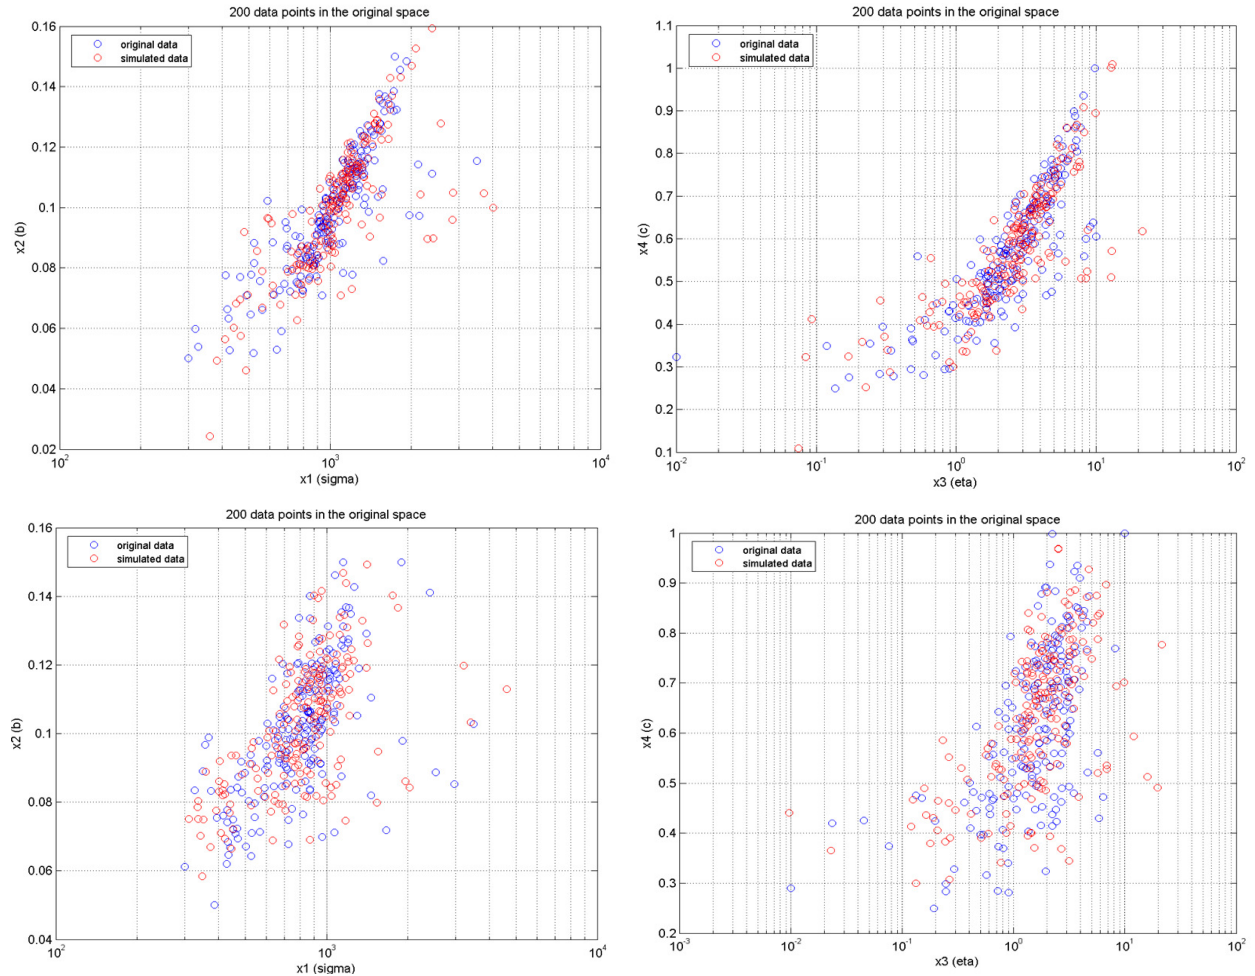 200 data points in the original space
original data
simulated data
0.16
0.14
0.12
0.1
0.08
0.06
0.04
0.02
x2 (b)
10^2
10^3
10^4
x1 (sigma)
200 data points in the original space
original data
simulated data
1.1
1
0.9
0.8
0.7
0.6
0.5
0.4
0.3
0.2
0.1
x4 (c)
10^-2
10^-1
10^0
10^1
10^2
x3 (eta)
200 data points in the original space
original data
simulated data
0.16
0.14
0.12
0.1
0.08
0.06
0.04
x2 (b)
10^2
10^3
10^4
x1 (sigma)
200 data points in the original space
original data
simulated data
1
0.9
0.8
0.7
0.6
0.5
0.4
0.3
0.2
x4 (c)
10^-3
10^-2
10^-1
10^0
10^1
10^2
x3 (eta)